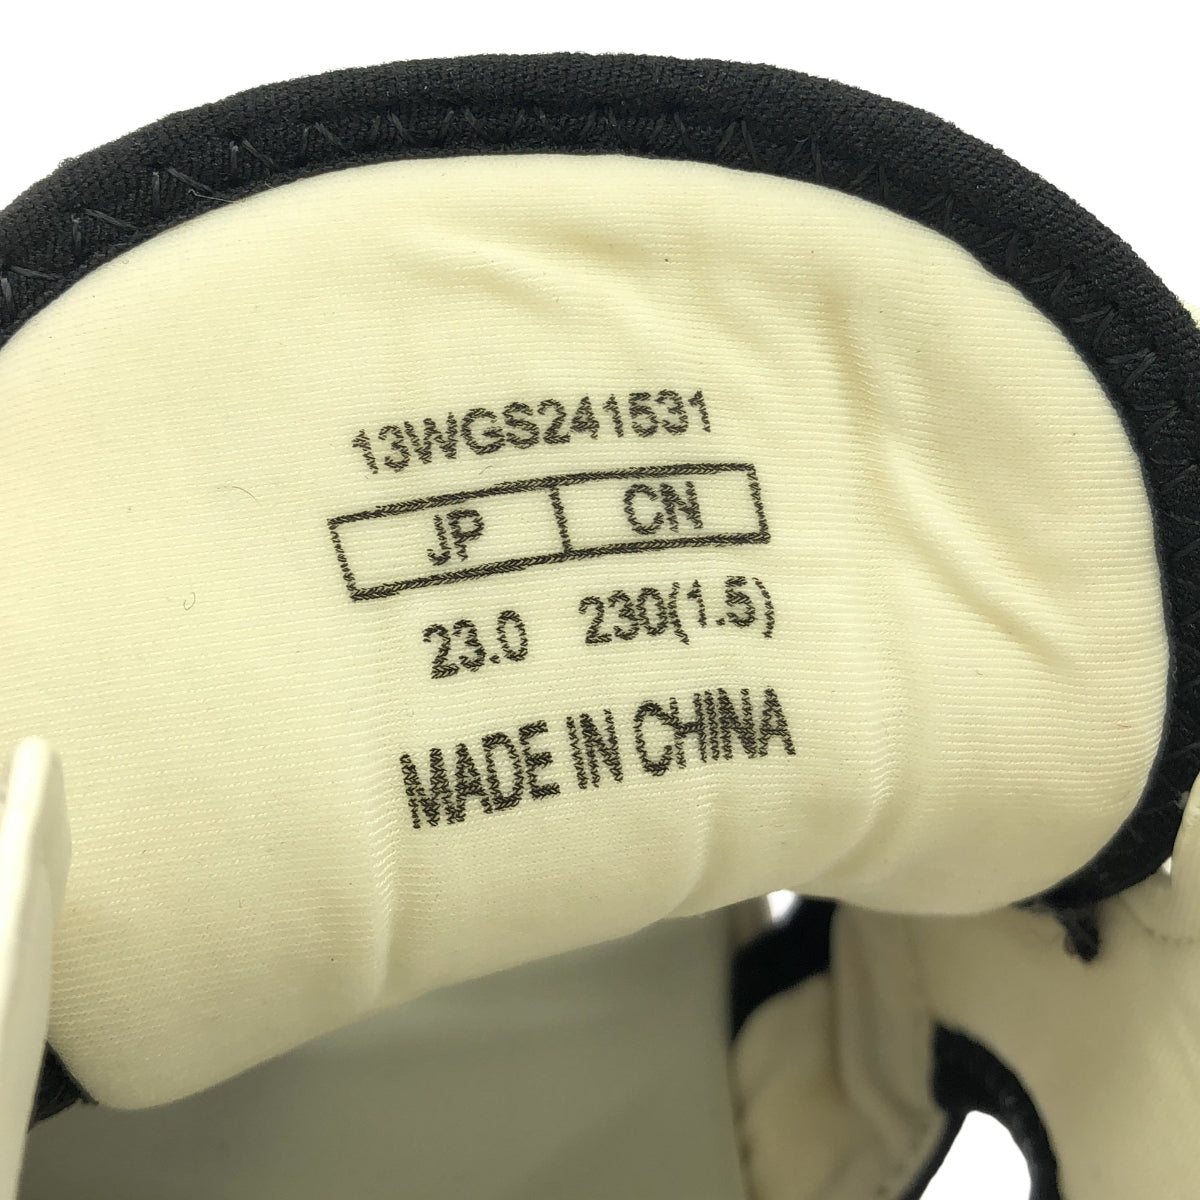 13WGS241531
JP CN
23.0 230(1.5)
MADE IN CHINA